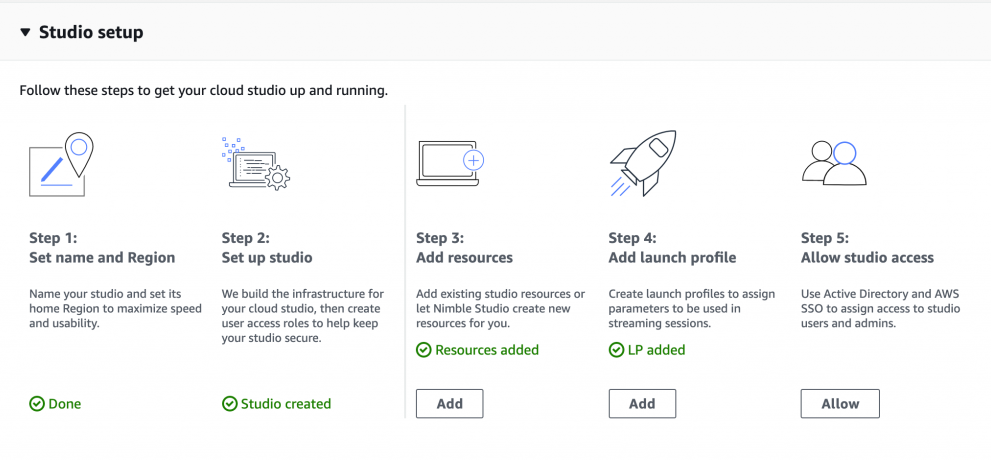 Studio setup
Follow these steps to get your cloud studio up and running.
Step 1:
Set name and Region
Name your studio and set its
home Region to maximize speed
and usability.
Done
Step 2:
Set up studio
We build the infrastructure for
your cloud studio, then create
user access roles to help keep
your studio secure.
Studio created
Step 3:
Add resources
Add existing studio resources or
let Nimble Studio create new
resources for you.
Resources added
Add
Step 4:
Add launch profile
Create launch profiles to assign
parameters to be used in
streaming sessions.
LP added
Add
Step 5:
Allow studio access
Use Active Directory and AWS
SSO to assign access to studio
users and admins.
Allow